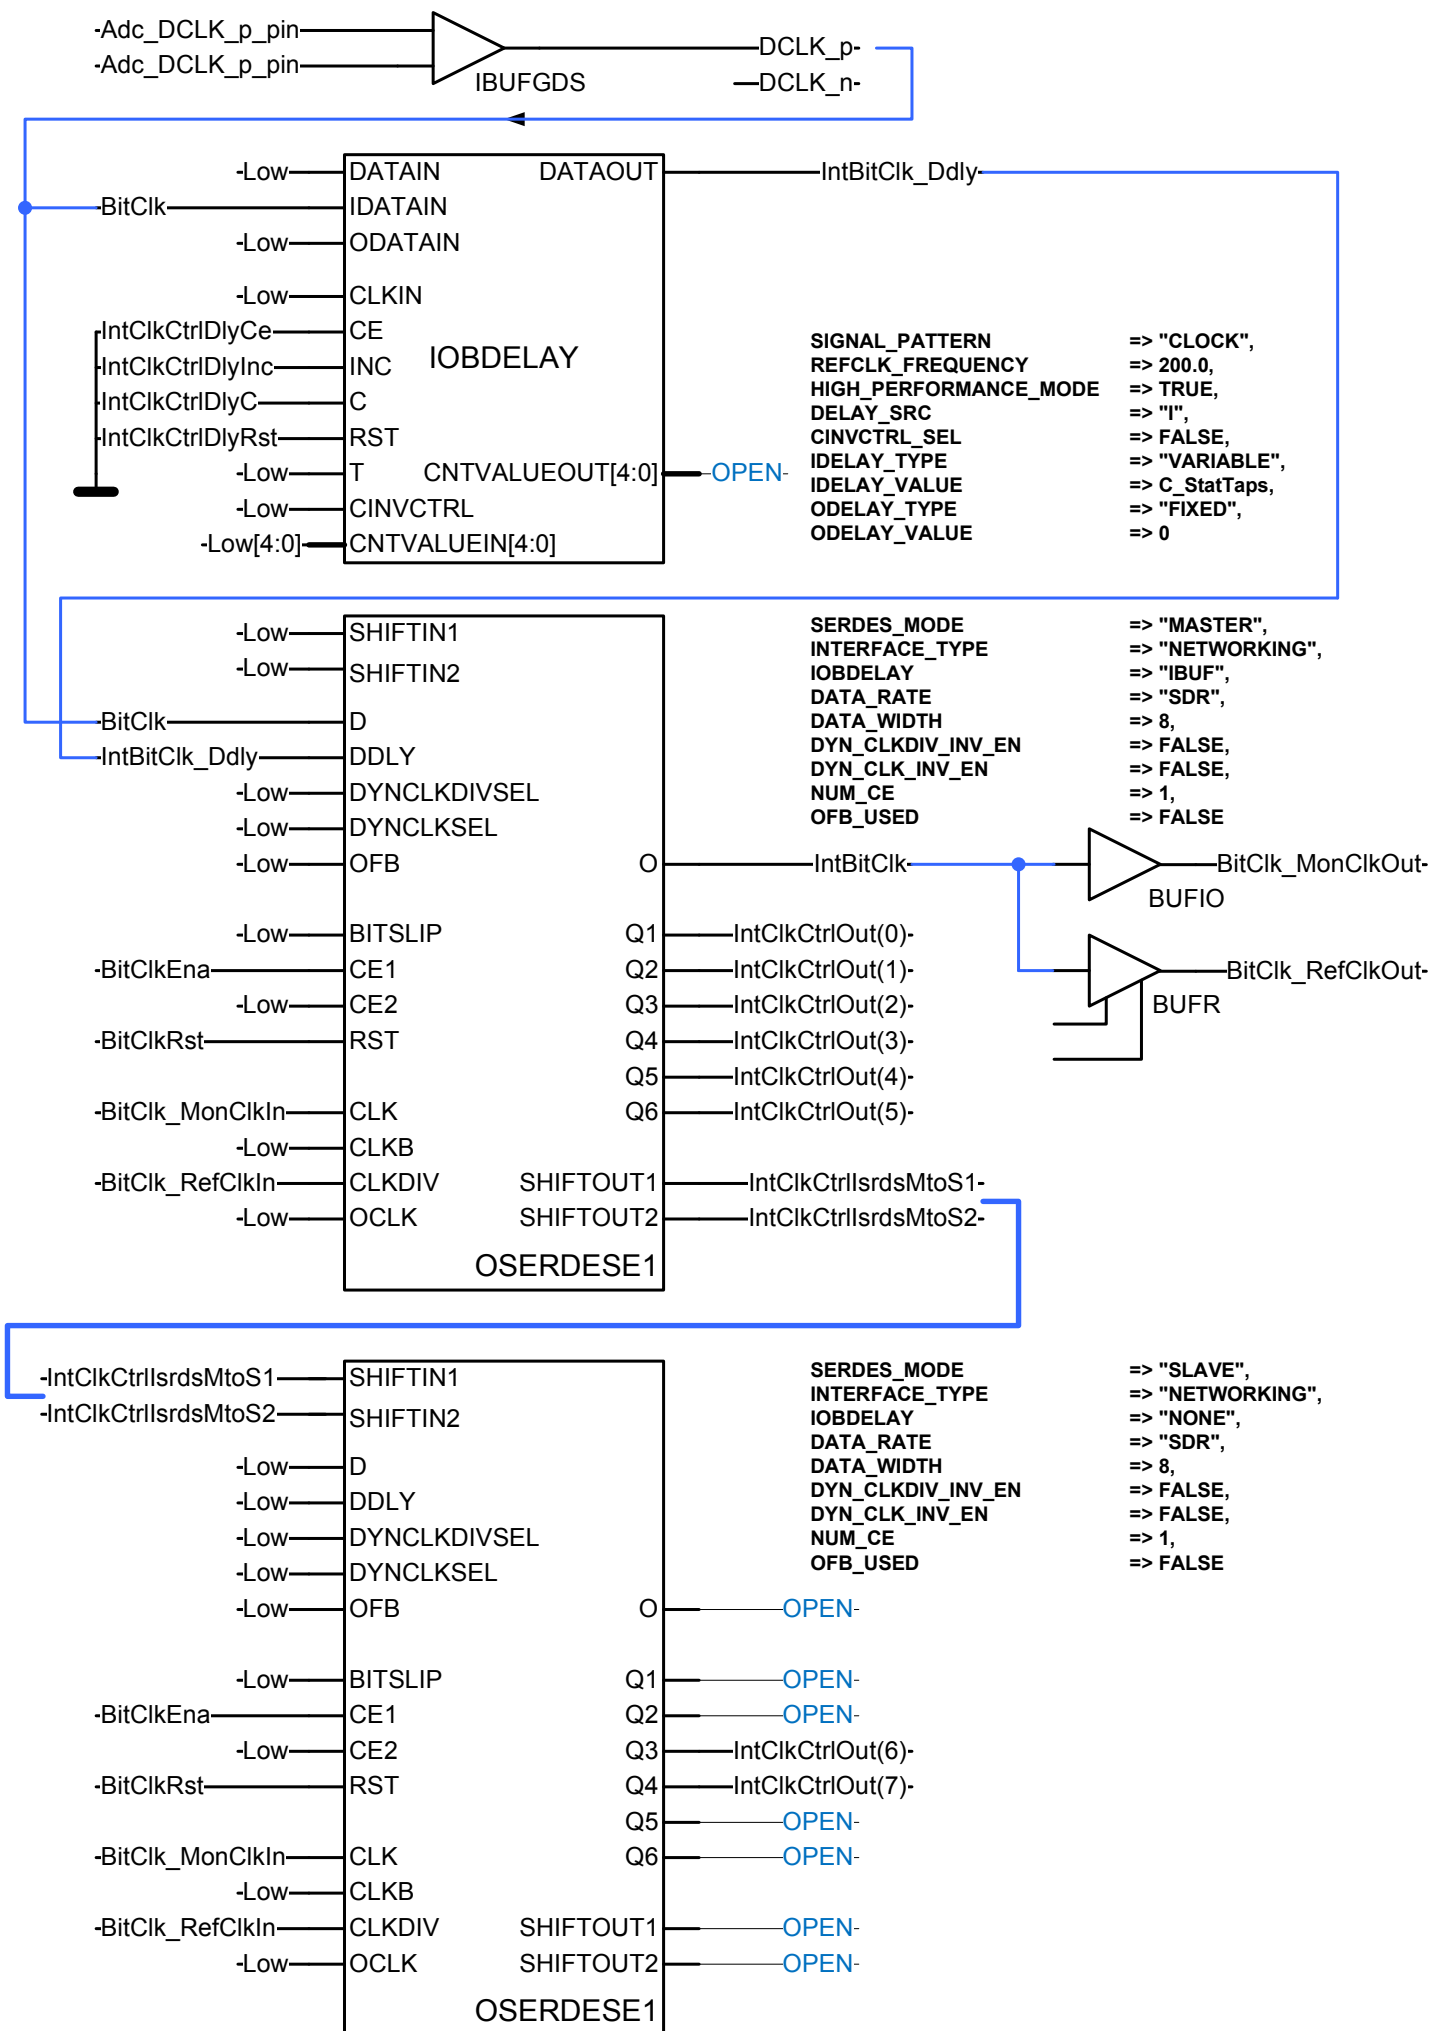 -Adc_DCLK_p_pin
DCLK_p-
-Adc_DCLK_p_pin
IBUFGDS
DCLK_n-
-Low DATAIN DATAOUT IntBitClk_Ddly-
-BitClk IDATAIN
-Low ODATAIN
-Low CLKIN
-IntClkCtrlDlyCe CE
-IntClkCtrlDlyInc INC
-IntClkCtrlDlyC C
-IntClkCtrlDlyRst RST
-Low T CNTVALUEOUT[4:0] -OPEN-
-Low CINVCTRL
-Low[4:0] CNTVALUEIN[4:0]
IOBDELAY
SIGNAL_PATTERN => "CLOCK",
REFCLK_FREQUENCY => 200.0,
HIGH_PERFORMANCE_MODE => TRUE,
DELAY_SRC => "I",
CINVCTRL_SEL => FALSE,
IDELAY_TYPE => "VARIABLE",
IDELAY_VALUE => C_StatTaps,
ODELAY_TYPE => "FIXED",
ODELAY_VALUE => 0
-Low SHIFTIN1
-Low SHIFTIN2
-BitClk D
-IntBitClk_Ddly DDLY
-Low DYNCLKDIVSEL
-Low DYNCLKSEL
-Low OFB O IntBitClk-
-Low BITSLIP Q1 IntClkCtrlOut(0)-
-BitClkEna CE1 Q2 IntClkCtrlOut(1)-
-Low CE2 Q3 IntClkCtrlOut(2)-
-BitClkRst RST Q4 IntClkCtrlOut(3)-
Q5 IntClkCtrlOut(4)-
-BitClk_MonClkIn CLK Q6 IntClkCtrlOut(5)-
-Low CLKB
-BitClk_RefClkIn CLKDIV SHIFTOUT1 IntClkCtrlIsrdsMtoS1-
-Low OCLK SHIFTOUT2 IntClkCtrlIsrdsMtoS2-
OSERDESE1
SERDES_MODE => "MASTER",
INTERFACE_TYPE => "NETWORKING",
IOBDELAY => "IBUF",
DATA_RATE => "SDR",
DATA_WIDTH => 8,
DYN_CLKDIV_INV_EN => FALSE,
DYN_CLK_INV_EN => FALSE,
NUM_CE => 1,
OFB_USED => FALSE
BitClk_MonClkOut-
BUFIO
BitClk_RefClkOut-
BUFR
-IntClkCtrlIsrdsMtoS1 SHIFTIN1
-IntClkCtrlIsrdsMtoS2 SHIFTIN2
-Low D
-Low DDLY
-Low DYNCLKDIVSEL
-Low DYNCLKSEL
-Low OFB O OPEN-
-Low BITSLIP Q1 OPEN-
-BitClkEna CE1 Q2 OPEN-
-Low CE2 Q3 IntClkCtrlOut(6)-
-BitClkRst RST Q4 IntClkCtrlOut(7)-
Q5 OPEN-
-BitClk_MonClkIn CLK Q6 OPEN-
-Low CLKB
-BitClk_RefClkIn CLKDIV SHIFTOUT1 OPEN-
-Low OCLK SHIFTOUT2 OPEN-
OSERDESE1
SERDES_MODE => "SLAVE",
INTERFACE_TYPE => "NETWORKING",
IOBDELAY => "NONE",
DATA_RATE => "SDR",
DATA_WIDTH => 8,
DYN_CLKDIV_INV_EN => FALSE,
DYN_CLK_INV_EN => FALSE,
NUM_CE => 1,
OFB_USED => FALSE